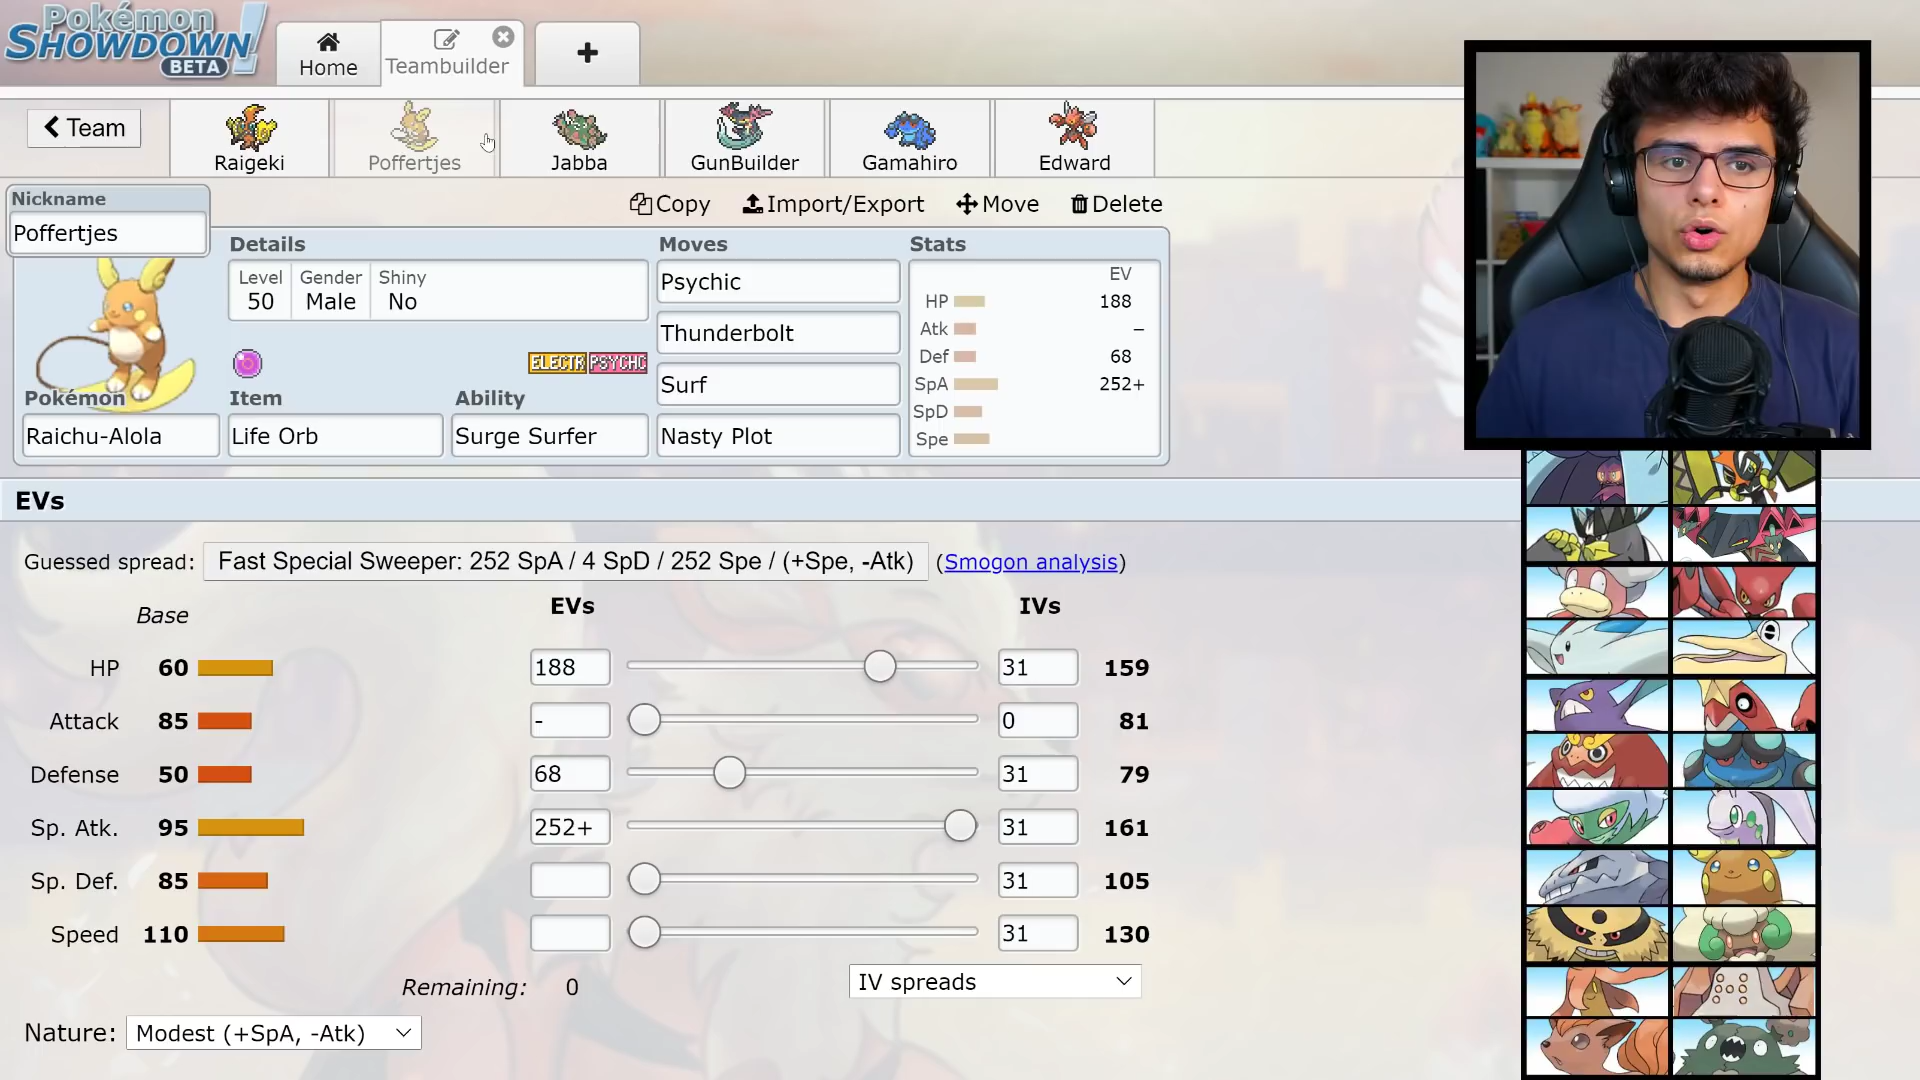 Pokémon
SHOWDOWN!
BETA
Home
Teambuilder
+
Team
Raigeki
Poffertjes
Jabba
GunBuilder
Gamahiro
Edward
Copy
Import/Export
Move
Delete
Nickname
Poffertjes
Details
Moves
Stats
Level
Gender
Shiny
50
Male
No
ELECTR
PSYCHC
Pokémon
Item
Ability
Raichu-Alola
Life Orb
Surge Surfer
Psychic
Thunderbolt
Surf
Nasty Plot
EV
HP 188
Atk –
Def 68
SpA 252+
SpD
Spe
EVs
Guessed spread: Fast Special Sweeper: 252 SpA / 4 SpD / 252 Spe / (+Spe, -Atk) (Smogon analysis)
Base EVs IVs
HP 60 188 31 159
Attack 85 - 0 81
Defense 50 68 31 79
Sp. Atk. 95 252+ 31 161
Sp. Def. 85 31 105
Speed 110 31 130
Remaining: 0 IV spreads
Nature: Modest (+SpA, -Atk)